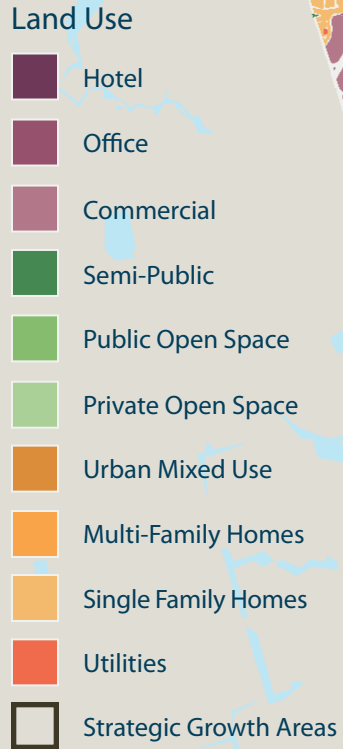 Land Use
Hotel
Office
Commercial
Semi-Public
Public Open Space
Private Open Space
Urban Mixed Use
Multi-Family Homes
Single Family Homes
Utilities
Strategic Growth Areas